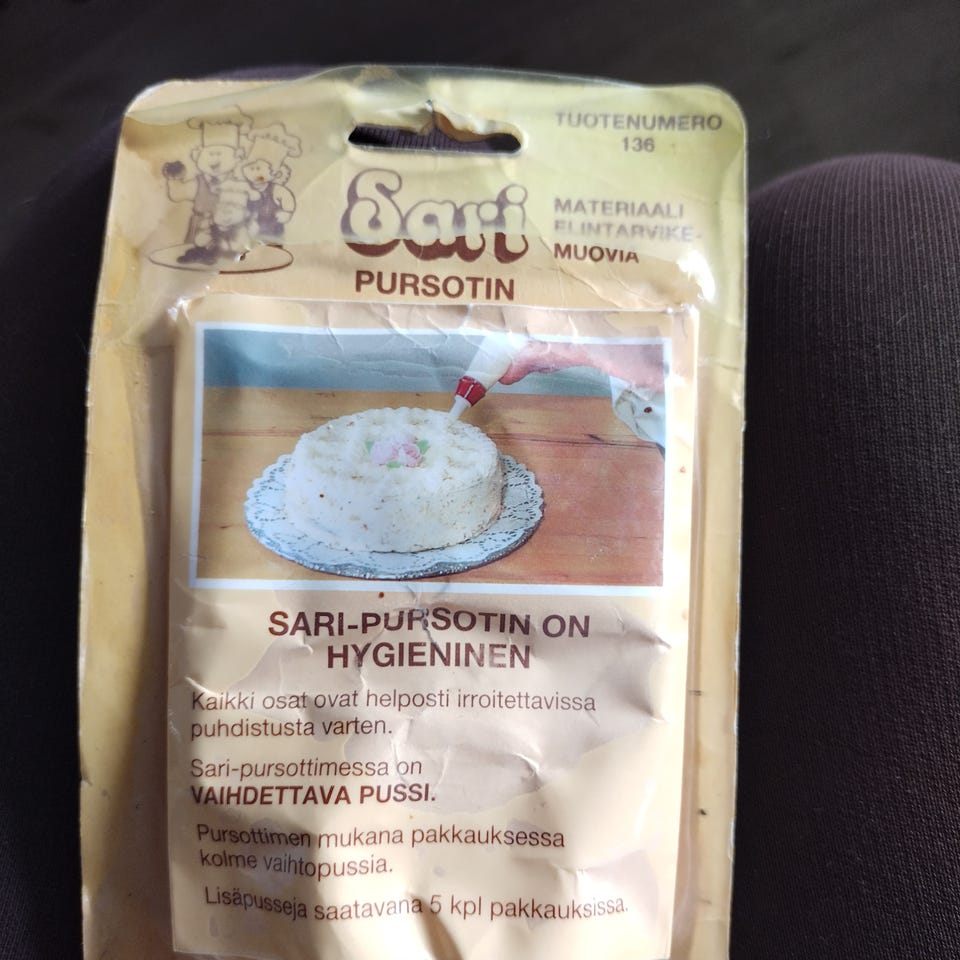 TUOTENUMERO
136
Sari
PURSOTIN
MATERIAALI
ELINTARVIKE-
MUOVIA
SARI-PURSOTIN ON
HYGIENINEN
Kaikki osat ovat helposti irroitettavissa
puhdistusta varten.
Sari-pursottimessa on
VAIHDETTAVA PUSSI.
Pursottimen mukana pakkauksessa
kolme vaihtopussia.
Lisäpusseja saatavana 5 kpl pakkauksissa.